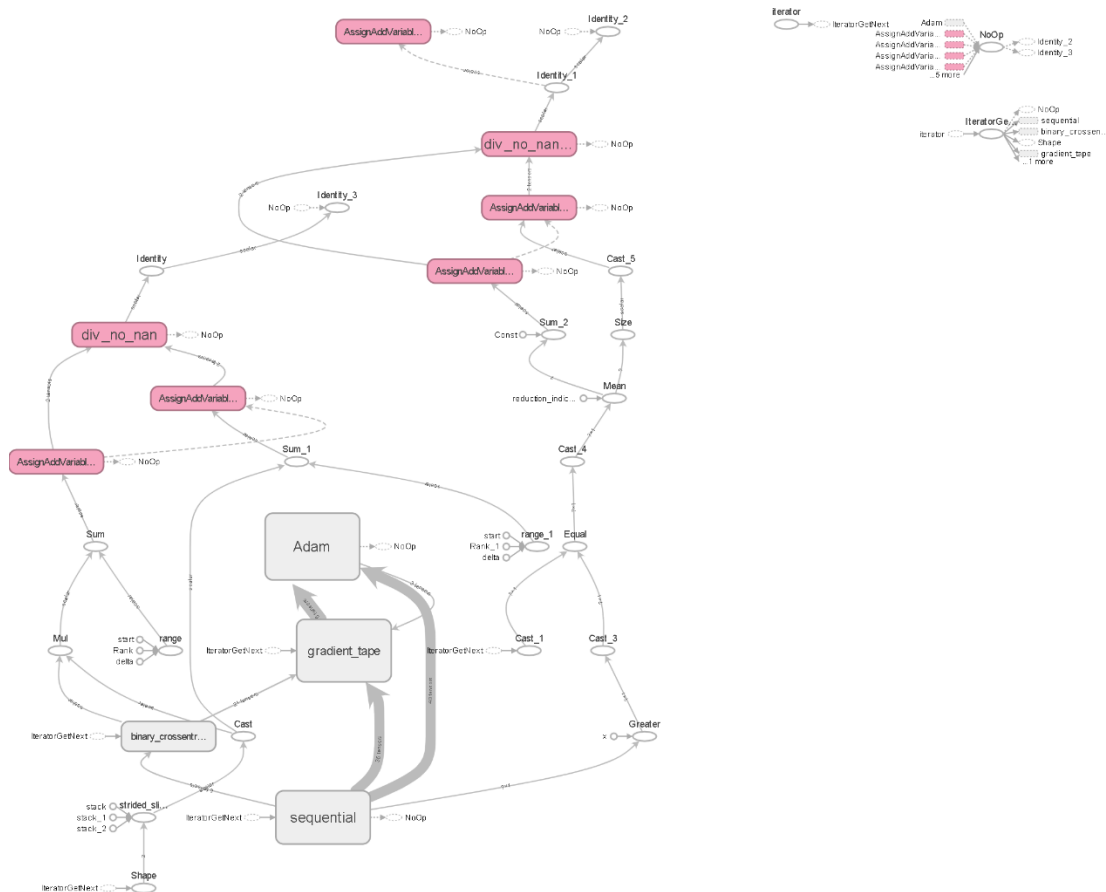 Identity_2
AssignAddVariabl...
NoOp
NoOp
Identity_1
div_no_nan...
NoOp
Identity_3
NoOp
AssignAddVariabl...
NoOp
Identity
AssignAddVariabl...
NoOp
Cast_5
div_no_nan
NoOp
Const
Sum_2
Size
AssignAddVariabl...
NoOp
reduction_indic...
Mean
AssignAddVariabl...
NoOp
Sum_1
Cast_4
Sum
Adam
NoOp
start
Rank_1
delta
range_1
Equal
Mul
start
Rank
delta
range
IteratorGetNext
gradient_tape
IteratorGetNext
Cast_1
Cast_3
IteratorGetNext
binary_crossentr...
Cast
Greater
stack
stack_1
stack_2
strided_sli...
IteratorGetNext
sequential
NoOp
IteratorGetNext
Shape
iterator
IteratorGetNext
Adam
AssignAddVaria...
AssignAddVaria...
AssignAddVaria...
...5 more
NoOp
Identity_2
Identity_3
iterator
IteratorGe...
NoOp
sequential
binary_crossen...
Shape
gradient_tape
...1 more